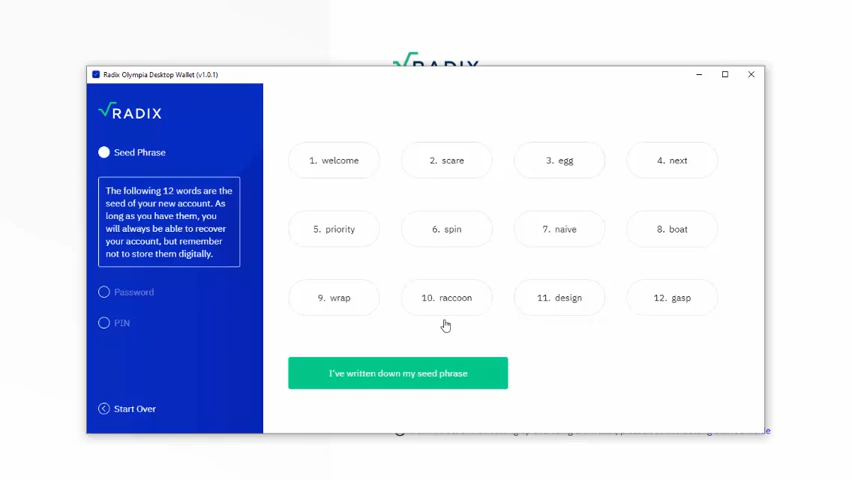 RADIX
Radix Olympia Desktop Wallet (v1.0.1)
RADIX
Seed Phrase
The following 12 words are the
seed of your new account. As
long as you have them, you
will always be able to recover
your account, but remember
not to store them digitally.
Password
PIN
Start Over
1. welcome
2. scare
3. egg
4. next
5. priority
6. spin
7. naive
8. boat
9. wrap
10. raccoon
11. design
12. gasp
I've written down my seed phrase